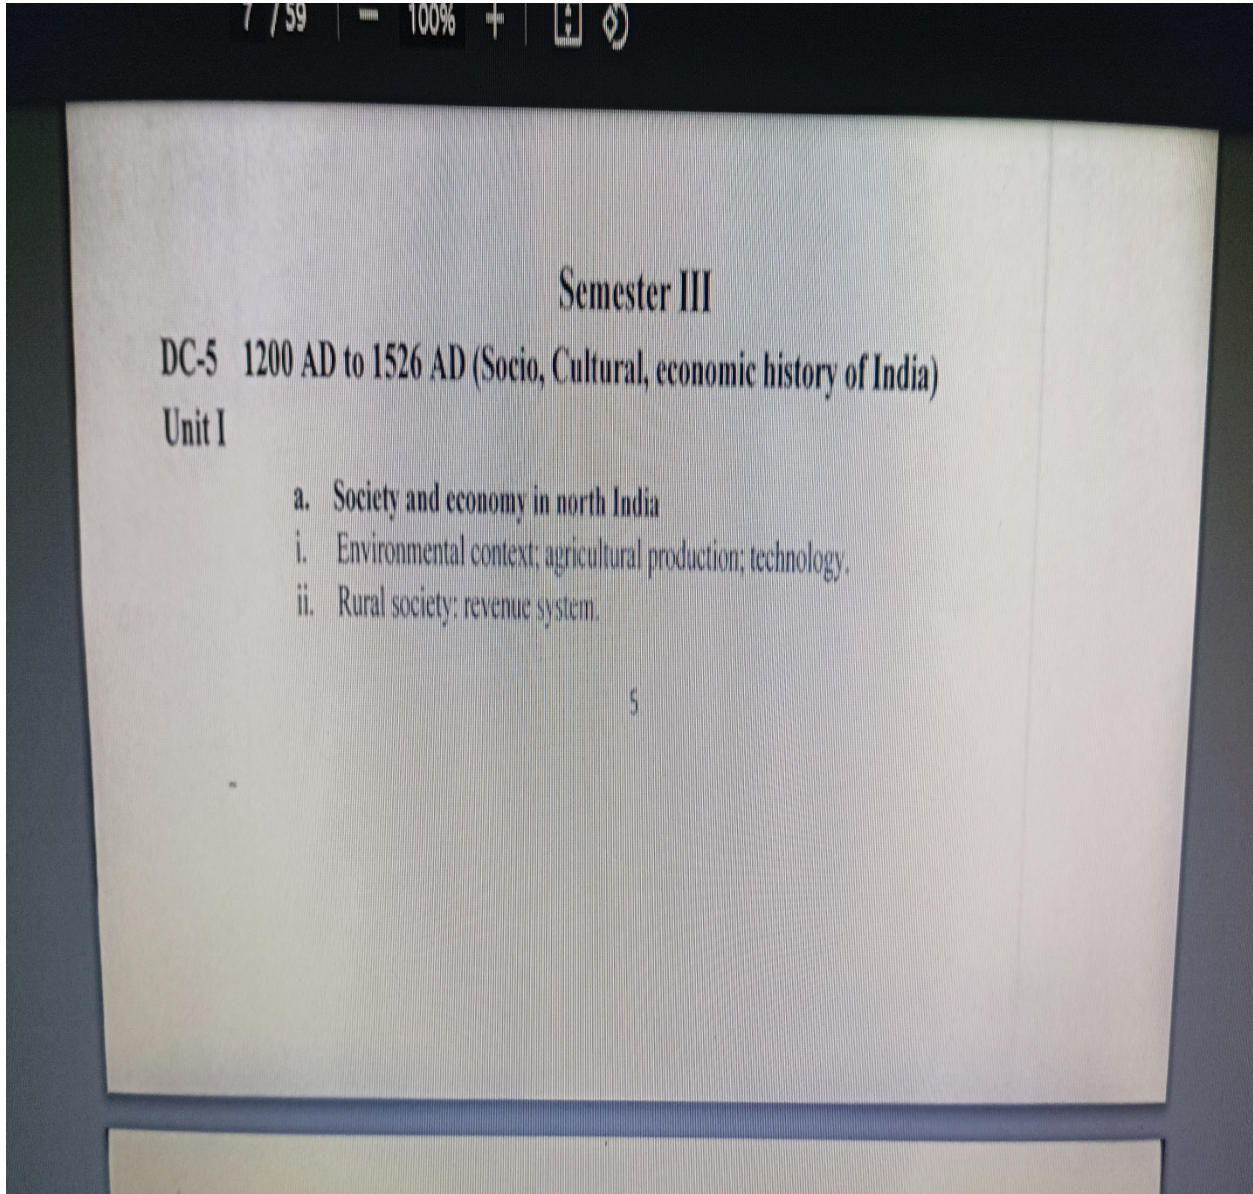 7 / 59 − 100% +
Semester III
DC-5 1200 AD to 1526 AD (Socio, Cultural, economic history of India)
Unit I
a. Society and economy in north India
i. Environmental context; agricultural production; technology.
ii. Rural society: revenue system.
5